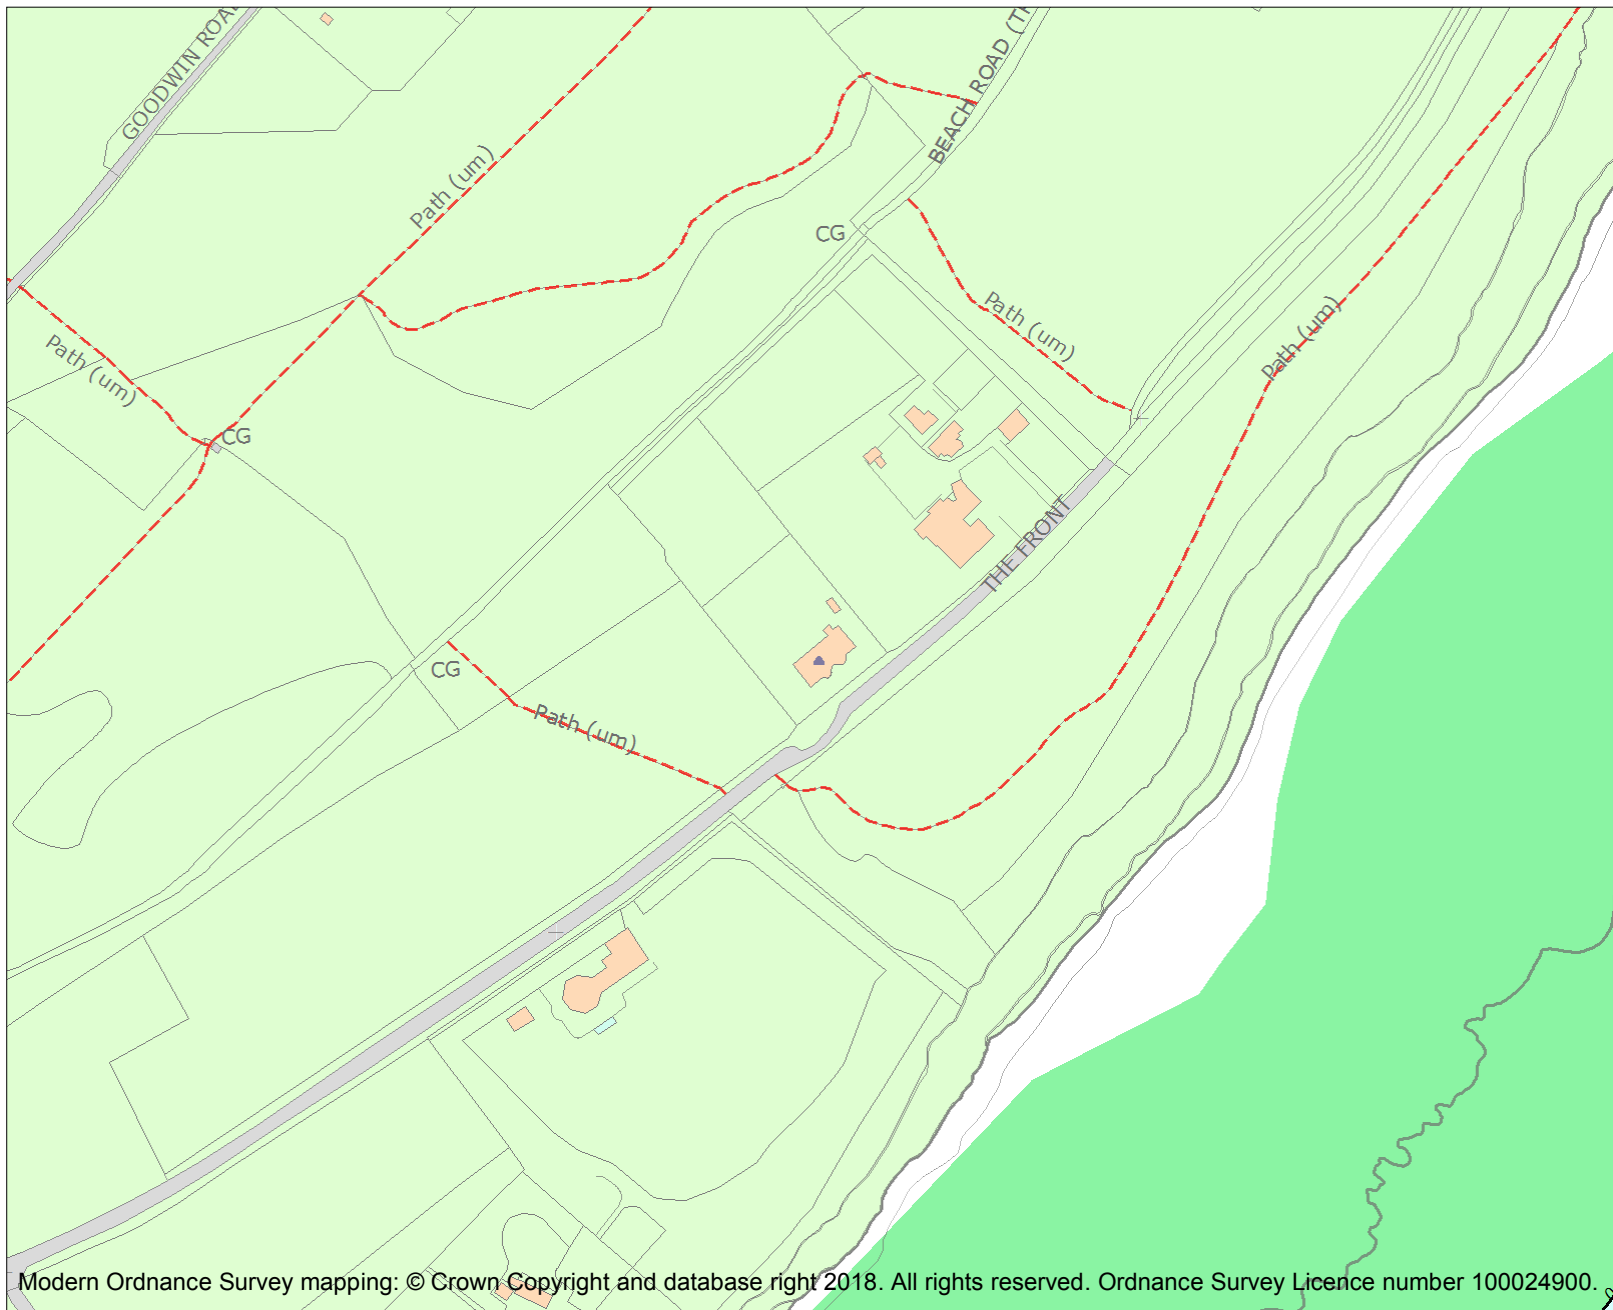 GOODWIN ROA
BEACH ROAD (TH
Path (um)
CG
Path (um)
Path (um)
Path (um)
CG
THE FRONT
CG
Path (um)
Modern Ordnance Survey mapping: © Crown Copyright and database right 2018. All rights reserved. Ordnance Survey Licence number 100024900.